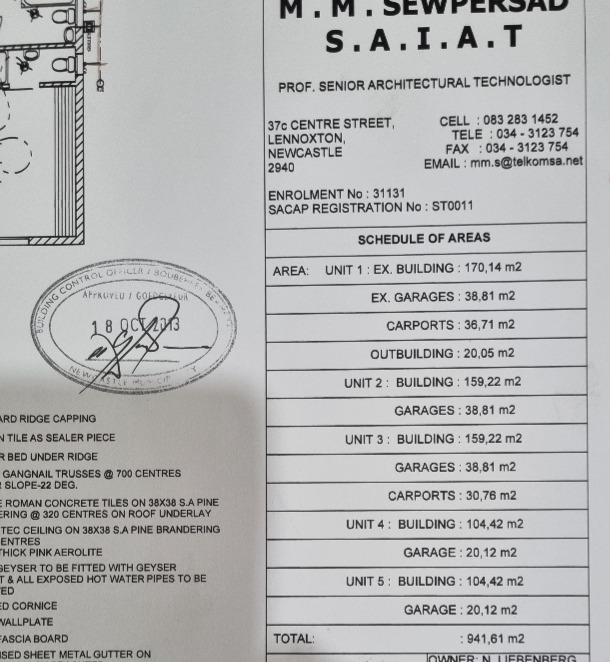 M . M . SEWPERSAD
S . A . I . A . T
PROF. SENIOR ARCHITECTURAL TECHNOLOGIST
37c CENTRE STREET,
LENNOXTON,
NEWCASTLE
2940
CELL : 083 283 1452
TELE : 034 - 3123 754
FAX : 034 - 3123 754
EMAIL : mm.s@telkomsa.net
ENROLMENT No : 31131
SACAP REGISTRATION No : ST0011
SCHEDULE OF AREAS
AREA: UNIT 1 : EX. BUILDING : 170,14 m2
EX. GARAGES : 38,81 m2
CARPORTS : 36,71 m2
OUTBUILDING : 20,05 m2
UNIT 2 : BUILDING : 159,22 m2
GARAGES : 38,81 m2
UNIT 3 : BUILDING : 159,22 m2
GARAGES : 38,81 m2
CARPORTS : 30,76 m2
UNIT 4 : BUILDING : 104,42 m2
GARAGE : 20,12 m2
UNIT 5 : BUILDING : 104,42 m2
GARAGE : 20,12 m2
TOTAL: : 941,61 m2
OWNER: N. LIEBENBERG
BUILDING CONTROL OFFICER /
APPROVED /
18 OCT 2013
ARD RIDGE CAPPING
N TILE AS SEALER PIECE
R BED UNDER RIDGE
GANGNAIL TRUSSES @ 700 CENTRES
SLOPE-22 DEG.
E ROMAN CONCRETE TILES ON 38X38 S.A PINE
ERING @ 320 CENTRES ON ROOF UNDERLAY
TEC CEILING ON 38X38 S.A PINE BRANDERING
ENTRES
THICK PINK AEROLITE
GEYSER TO BE FITTED WITH GEYSER
T & ALL EXPOSED HOT WATER PIPES TO BE
ED CORNICE
WALLPLATE
FASCIA BOARD
ISED SHEET METAL GUTTER ON